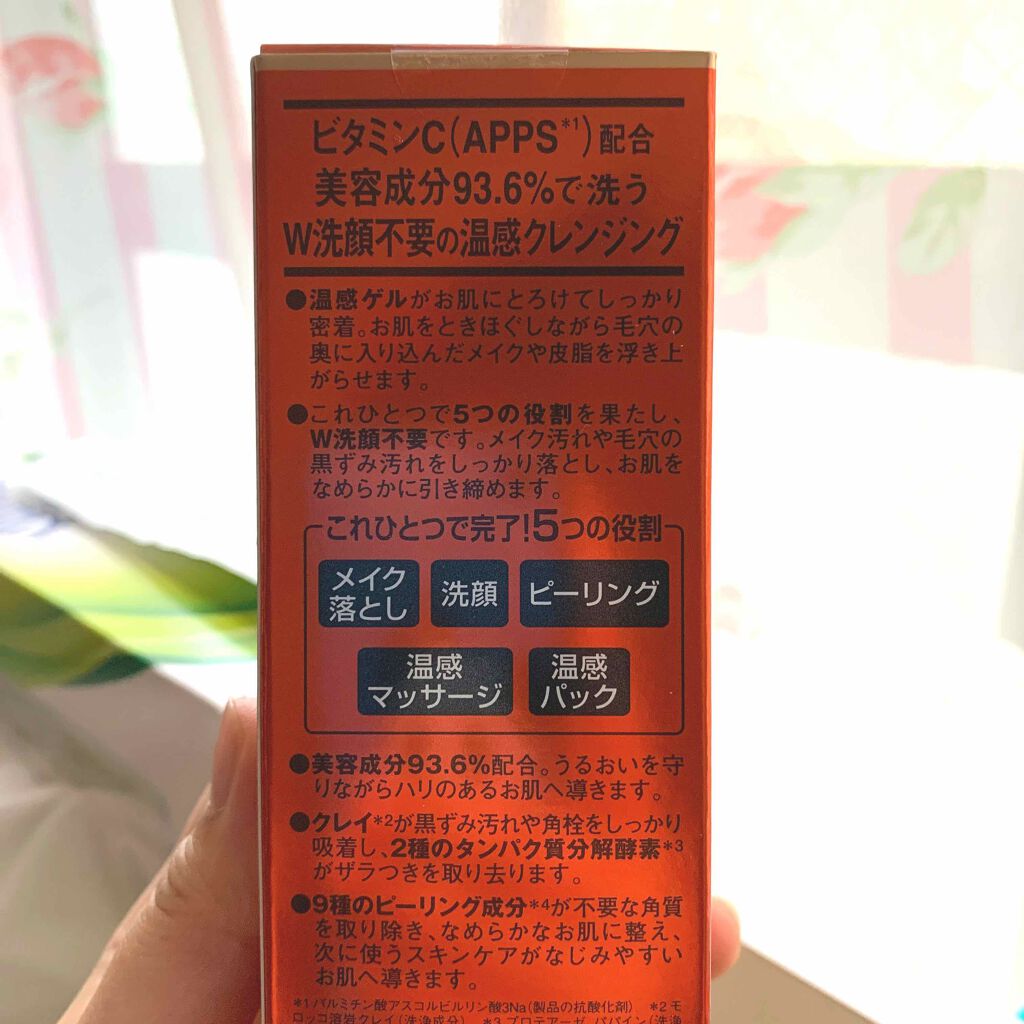 ビタミンC(APPS*1)配合
美容成分93.6%で洗う
W洗顔不要の温感クレンジング
●温感ゲルがお肌にとろけてしっかり
密着。お肌をときほぐしながら毛穴の
奥に入り込んだメイクや皮脂を浮き上
がらせます。
●これひとつで5つの役割を果たし、
W洗顔不要です。メイク汚れや毛穴の
黒ずみ汚れをしっかり落とし、お肌を
なめらかに引き締めます。
これひとつで完了!5つの役割
メイク
落とし
洗顔
ピーリング
温感
マッサージ
温感
パック
●美容成分93.6%配合。うるおいを守
りながらハリのあるお肌へ導きます。
●クレイ*2が黒ずみ汚れや角栓をしっかり
吸着し、2種のタンパク質分解酵素*3
がザラつきを取り去ります。
●9種のピーリング成分*4が不要な角質
を取り除き、なめらかなお肌に整え、
次に使うスキンケアがなじみやすい
お肌へ導きます。
*1 パルミチン酸アスコルビルリン酸3Na(製品の抗酸化剤) *2 モ
ロッコ溶岩クレイ(洗浄成分) *3 プロテアーゼ、パパイン(洗浄